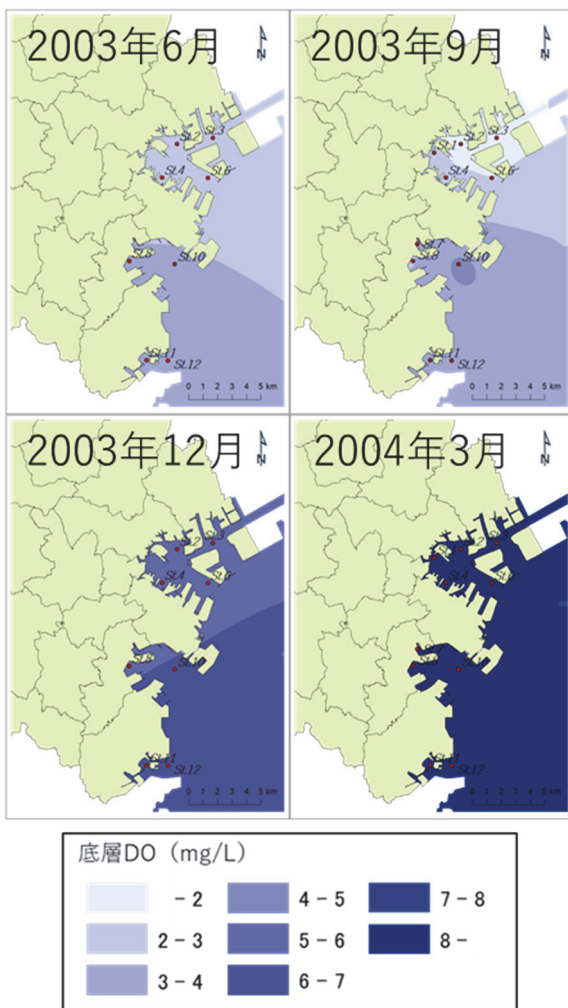 2003年6月
N
St.2
St.3
St.4
St.6
St.8
St.10
St.11
St.12
0 1 2 3 4 5 km
2003年9月
N
St.1
St.2
St.3
St.4
St.6
St.7
St.8
St.10
St.11
St.12
0 1 2 3 4 5 km
2003年12月
N
St.4
St.8
St.10
St.12
0 1 2 3 4 5 km
2004年3月
N
0 1 2 3 4 5 km
底層DO（mg/L）
- 2
2 - 3
3 - 4
4 - 5
5 - 6
6 - 7
7 - 8
8 -